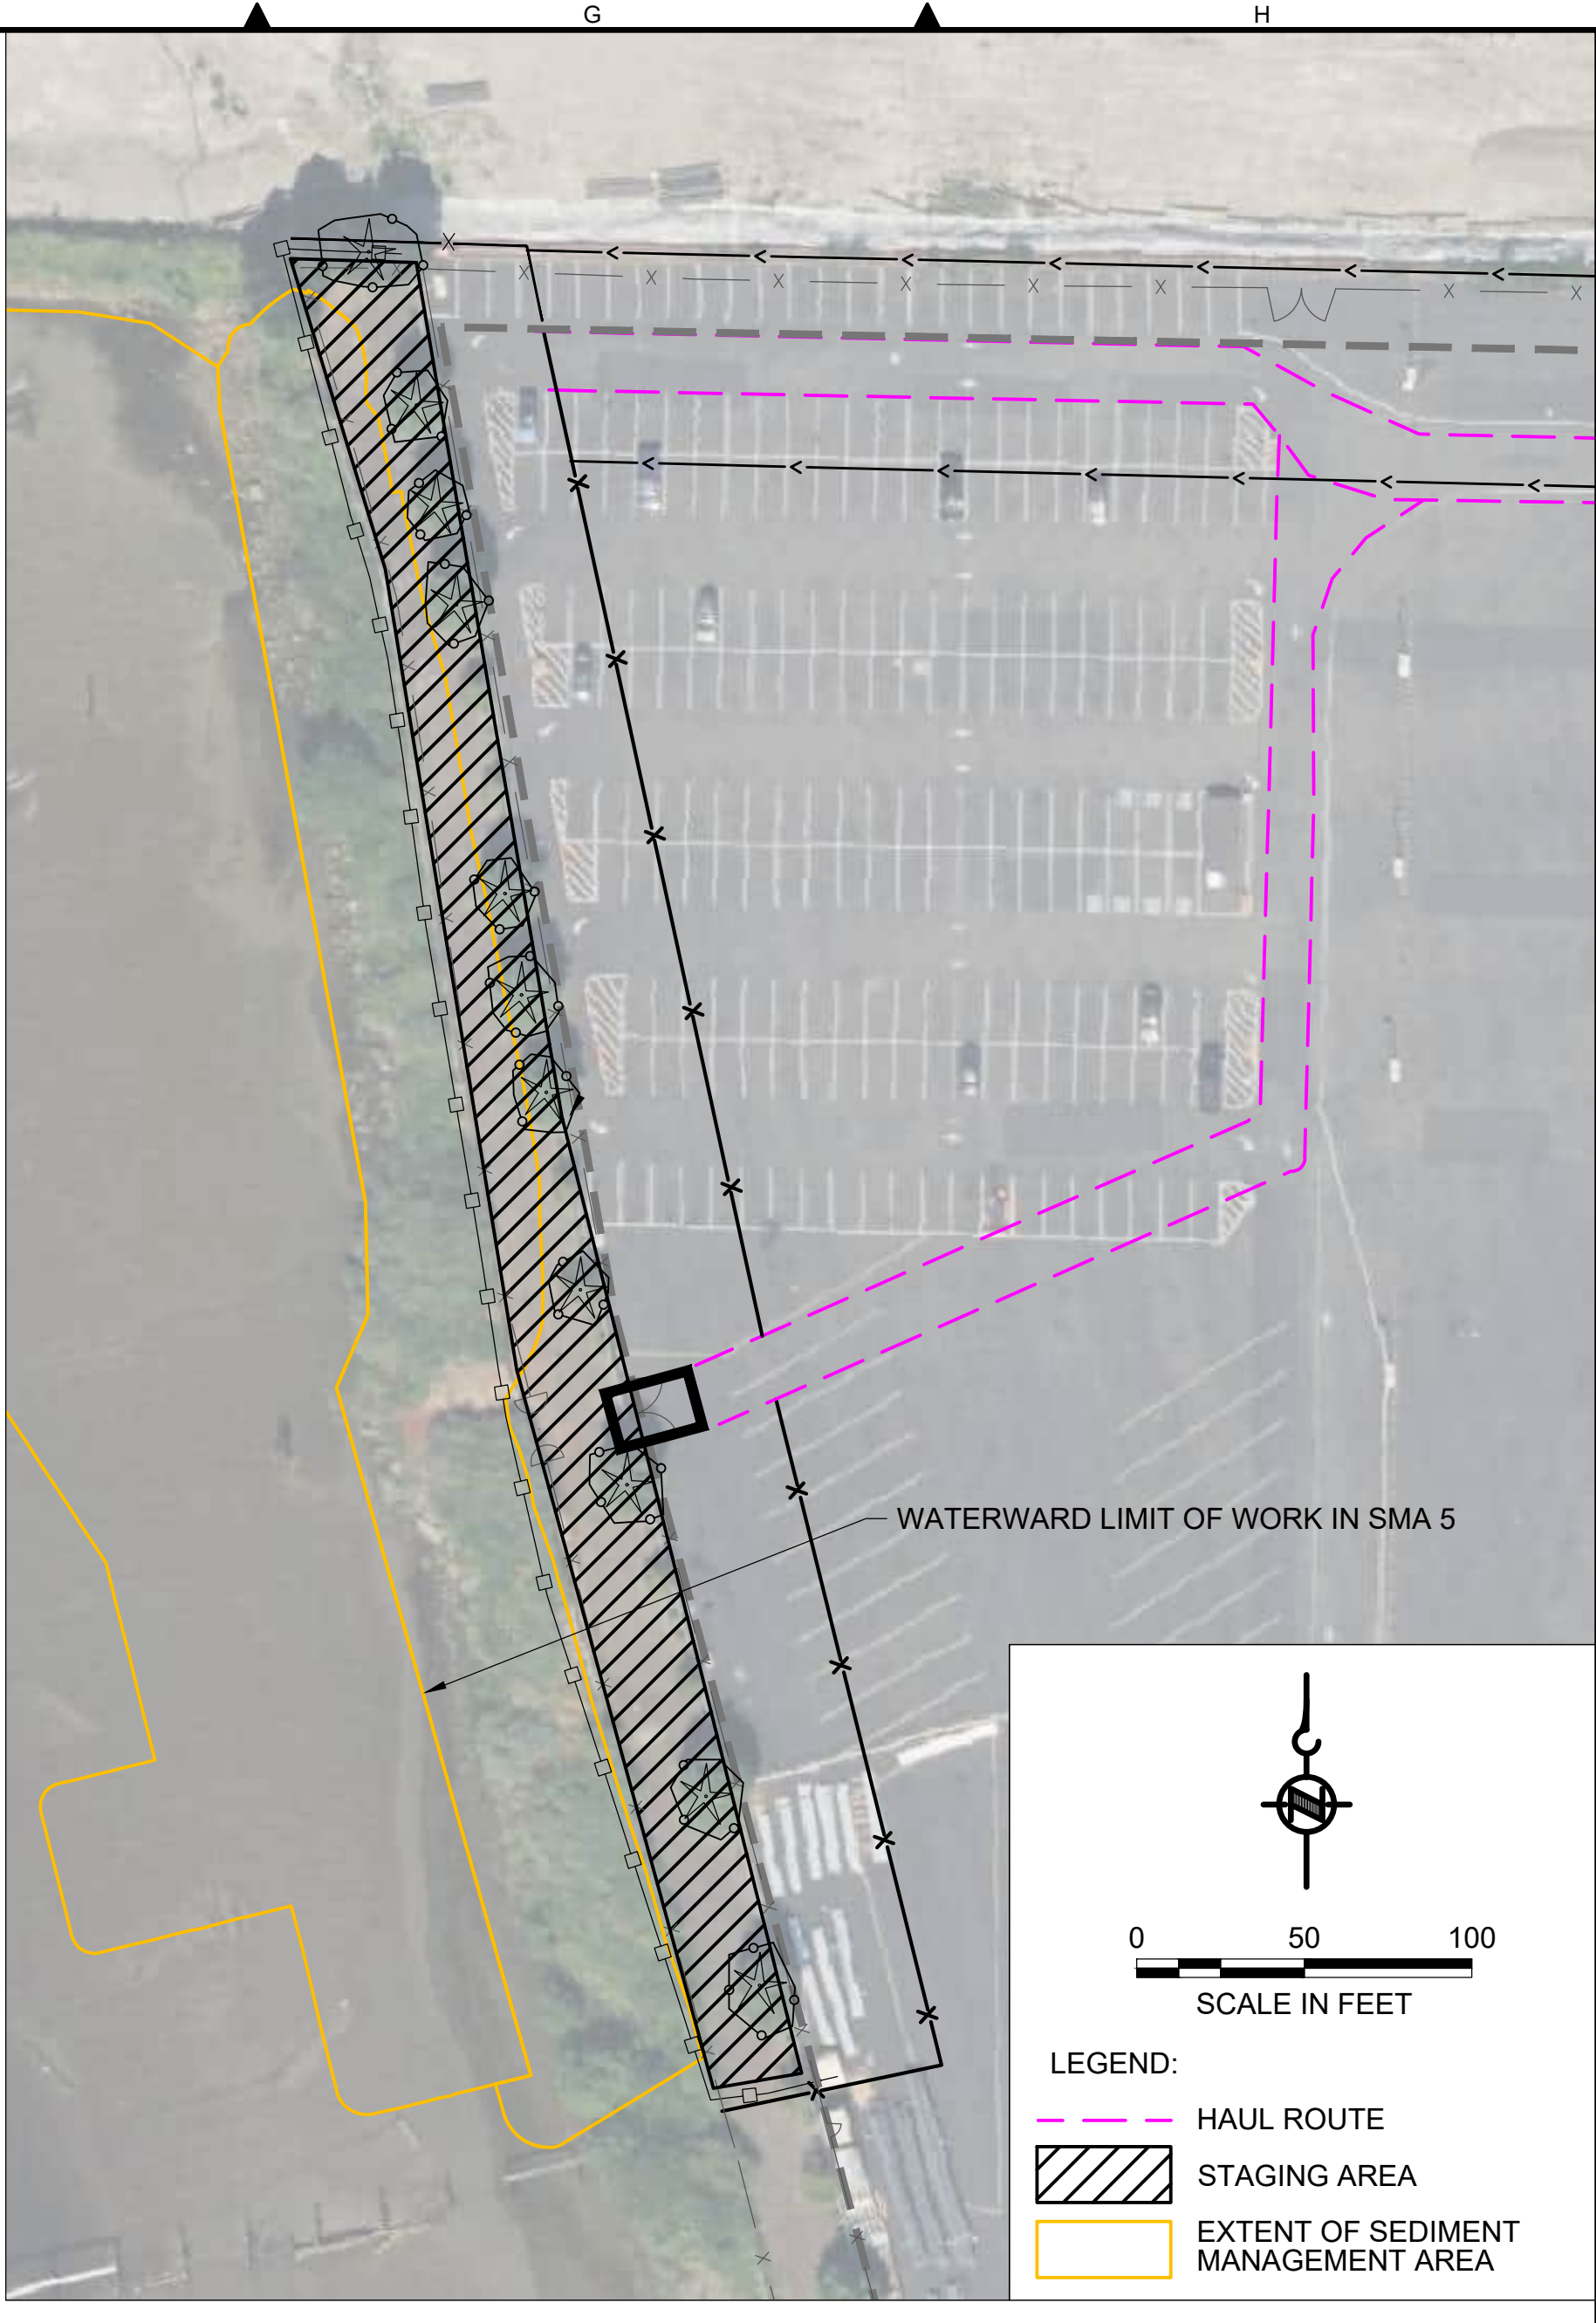 G
H
WATERWARD LIMIT OF WORK IN SMA 5
N
0 50 100
SCALE IN FEET
LEGEND:
HAUL ROUTE
STAGING AREA
EXTENT OF SEDIMENT
MANAGEMENT AREA